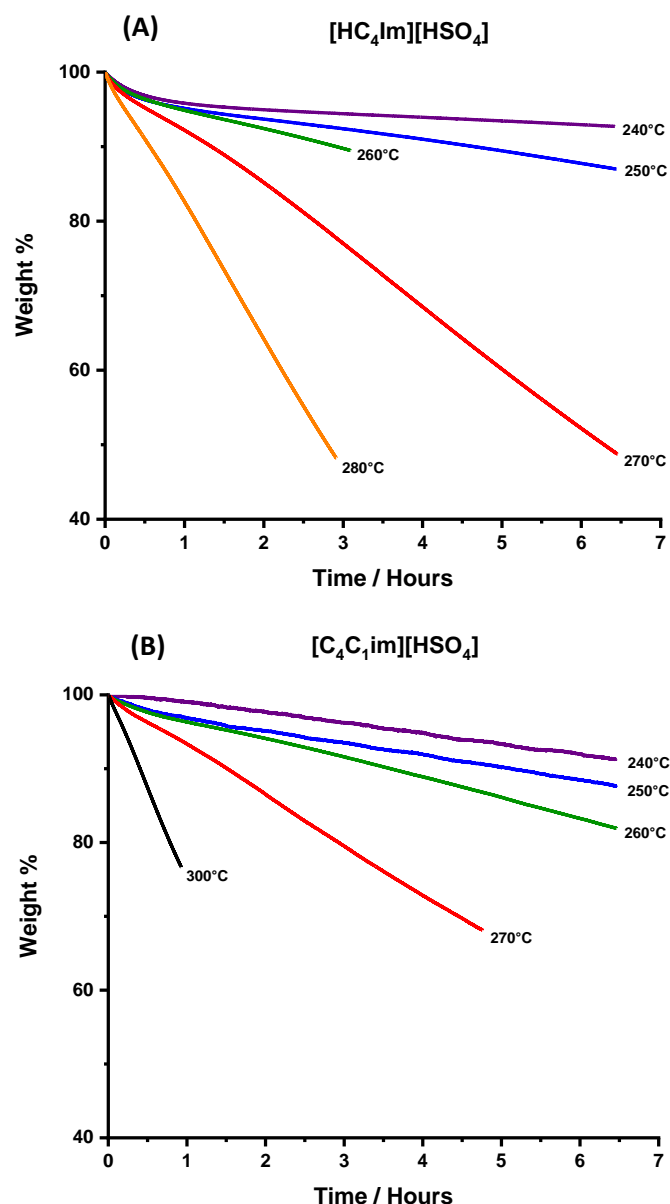 (A)
[HC₄Im][HSO₄]
100
80
60
40
Weight %
240°C
250°C
260°C
270°C
280°C
0 1 2 3 4 5 6 7
Time / Hours
(B)
[C₄C₁im][HSO₄]
100
80
60
40
Weight %
240°C
250°C
260°C
300°C
270°C
0 1 2 3 4 5 6 7
Time / Hours